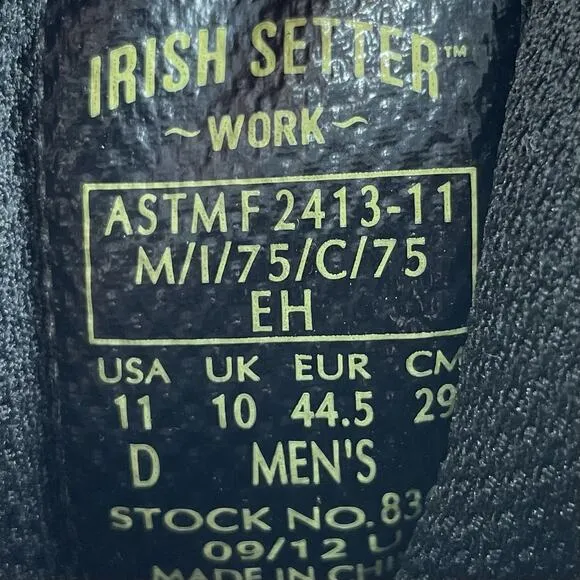 IRISH SETTER™
~WORK~
ASTM F 2413-11
M/I/75/C/75
EH
USA UK EUR CM
11 10 44.5 29
D MEN'S
STOCK NO. 83
09/12 U
MADE IN CHI